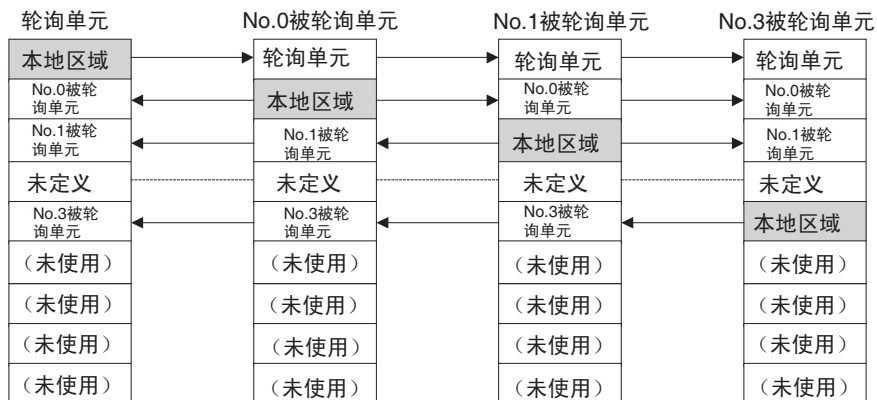 轮询单元 No.0被轮询单元 No.1被轮询单元 No.3被轮询单元
本地区域 轮询单元 轮询单元 轮询单元
No.0被轮
询单元 本地区域 No.0被轮
询单元 No.0被轮
询单元
No.1被轮
询单元 No.1被轮
询单元 本地区域 No.1被轮
询单元
未定义 未定义 未定义 未定义
No.3被轮
询单元 No.3被轮
询单元 No.3被轮
询单元 本地区域
（未使用） （未使用） （未使用） （未使用）
（未使用） （未使用） （未使用） （未使用）
（未使用） （未使用） （未使用） （未使用）
（未使用） （未使用） （未使用） （未使用）